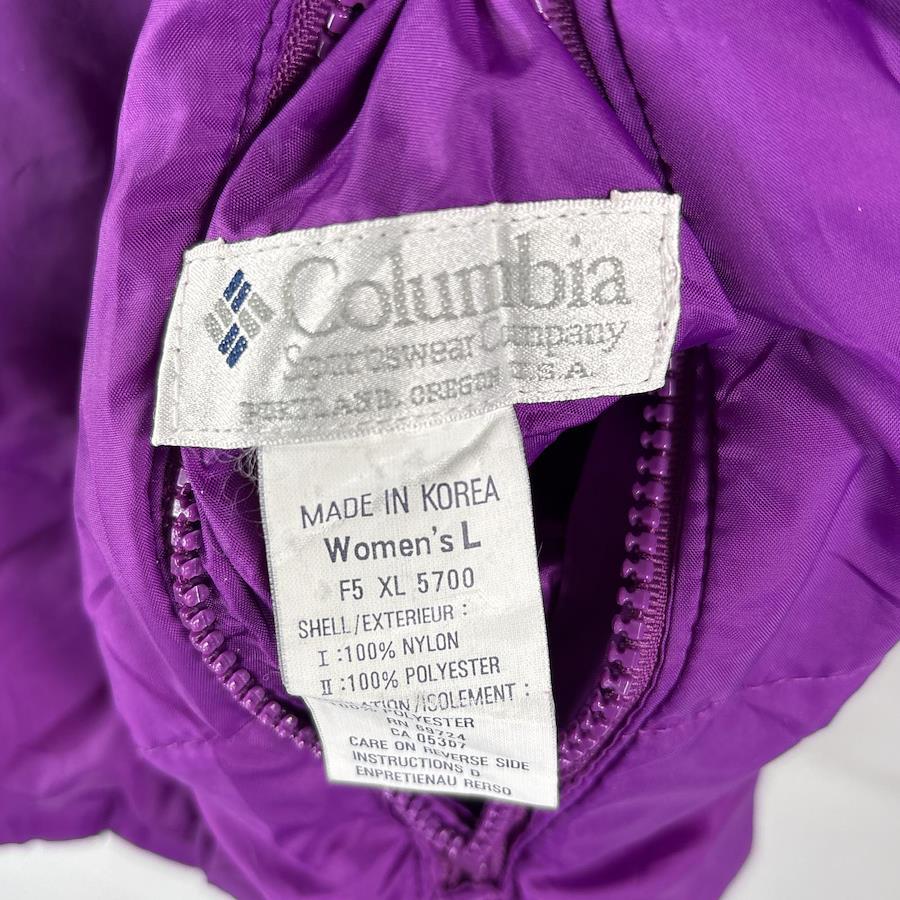 Columbia
Sportswear Company
PORTLAND, OREGON U.S.A.
MADE IN KOREA
Women's L
F5 XL 5700
SHELL/EXTERIEUR :
I :100% NYLON
II :100% POLYESTER
/ISOLEMENT :
POLYESTER
RN 69724
CA 05367
CARE ON REVERSE SIDE
INSTRUCTIONS D
ENPRETIENAU RERSO